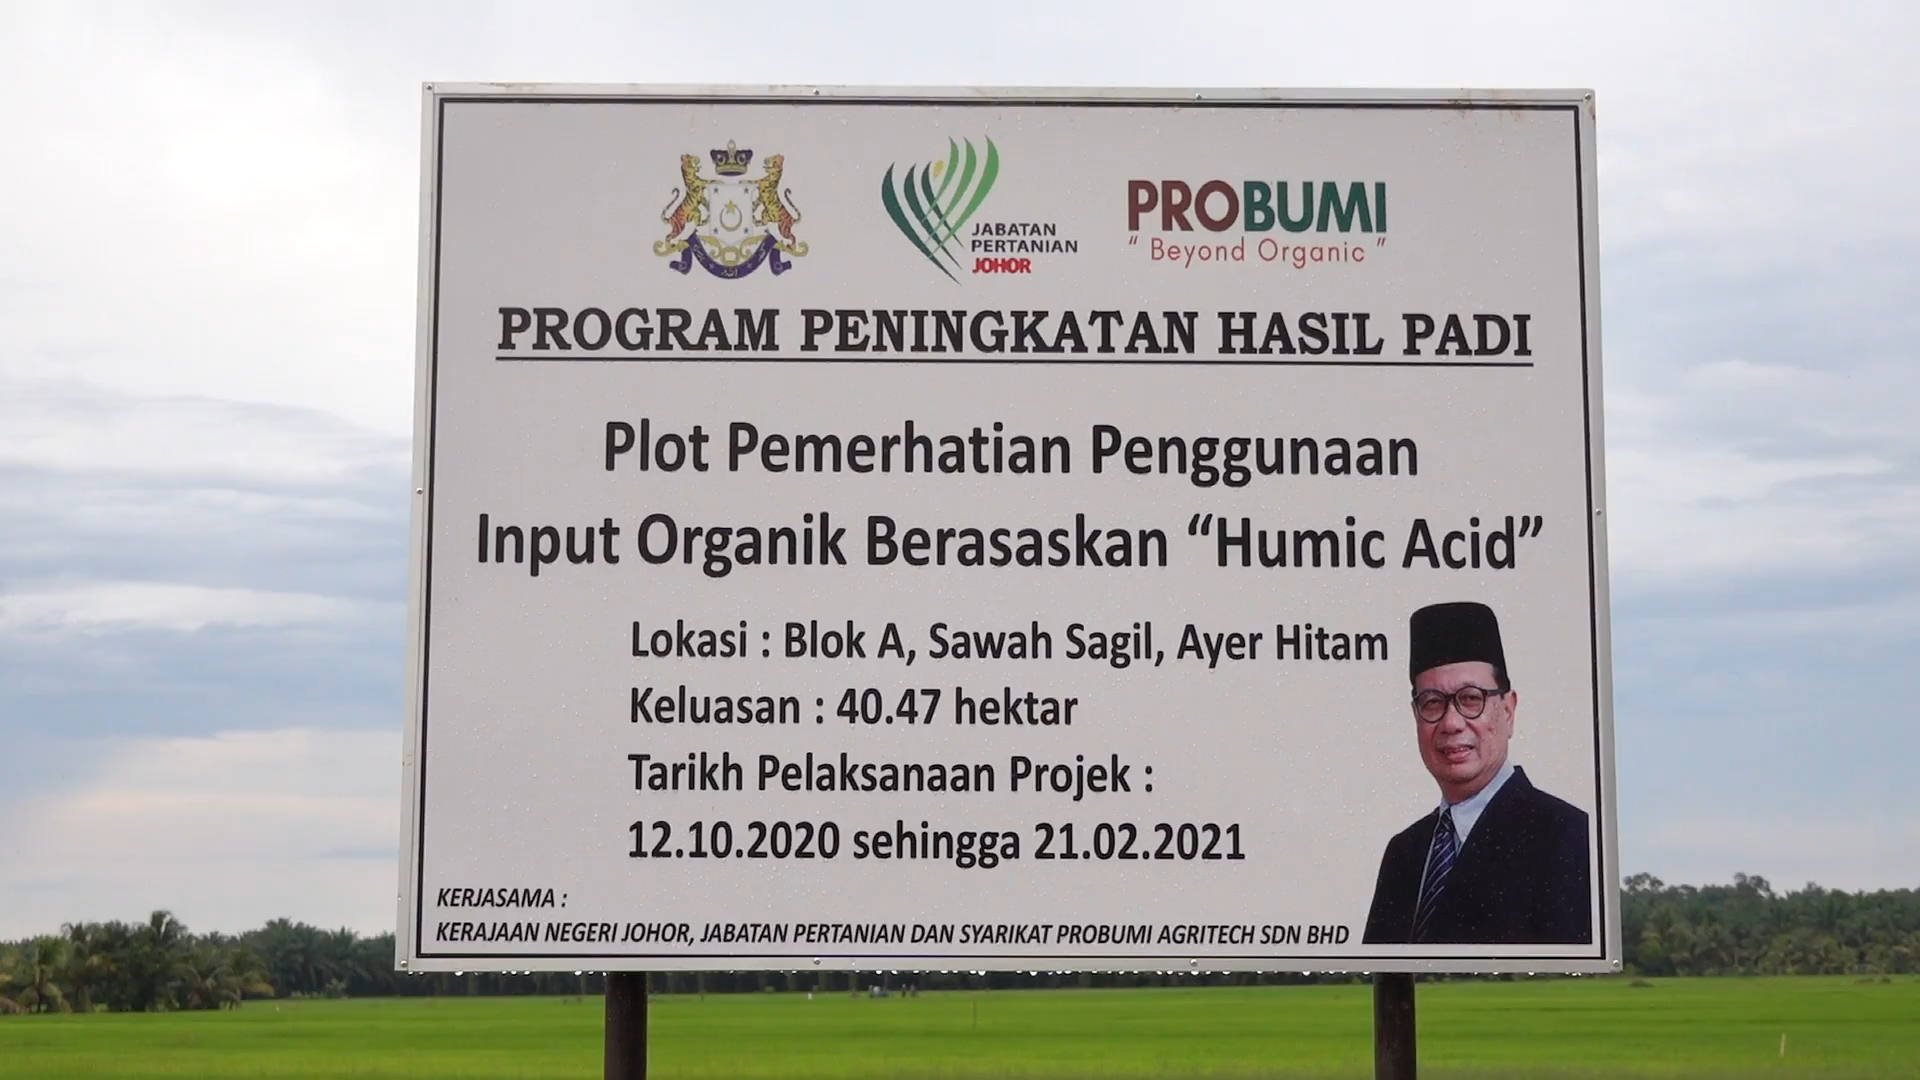 JABATAN
PERTANIAN
JOHOR
PROBUMI
" Beyond Organic "
PROGRAM PENINGKATAN HASIL PADI
Plot Pemerhatian Penggunaan
Input Organik Berasaskan “Humic Acid”
Lokasi : Blok A, Sawah Sagil, Ayer Hitam
Keluasan : 40.47 hektar
Tarikh Pelaksanaan Projek :
12.10.2020 sehingga 21.02.2021
KERJASAMA :
KERAJAAN NEGERI JOHOR, JABATAN PERTANIAN DAN SYARIKAT PROBUMI AGRITECH SDN BHD